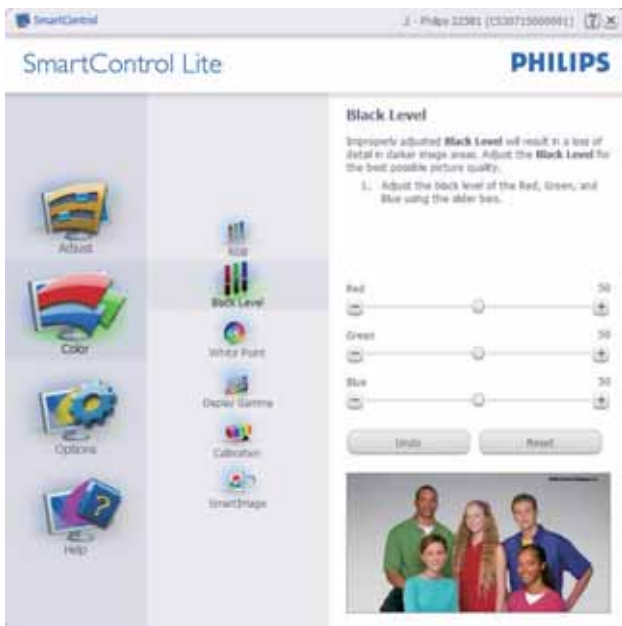 SmartControl
SmartControl Lite
PHILIPS
Adjust
Color
Options
Help
RGB
Black Level
White Point
Display Gamma
Calibration
SmartImage
Black Level
Improperly adjusted Black Level will result in a loss of
detail in darker image areas. Adjust the Black Level for
the best possible picture quality.
1. Adjust the black level of the Red, Green, and
Blue using the slider bars.
Red 50
Green 50
Blue 50
Undo Reset